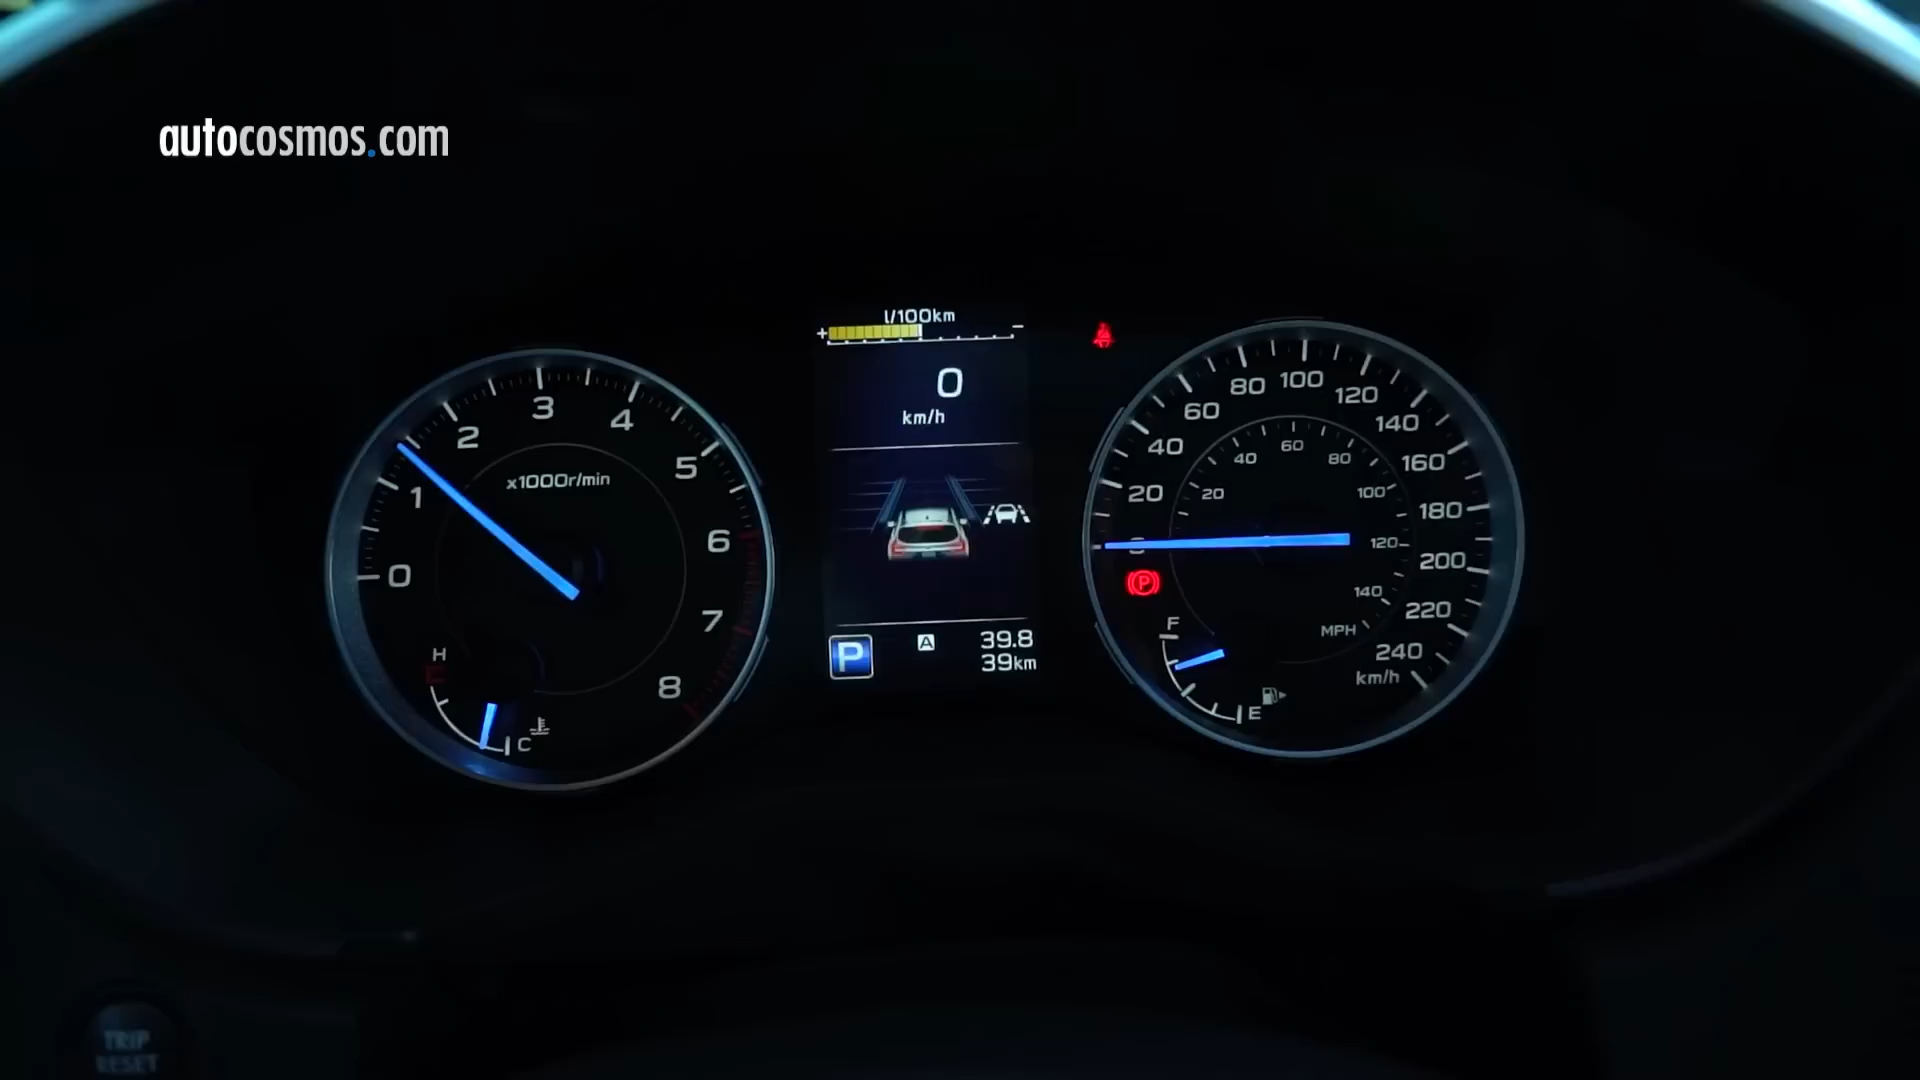 autocosmos.com
l/100km
+ -
0
km/h
P
A
39.8
39km
0
1
2
3
4
5
6
7
8
x1000r/min
H
C
20
40
60
80
100
120
140
160
180
200
220
240
km/h
20
40
60
80
100
120
140
MPH
P
F
E
TRIP
RESET